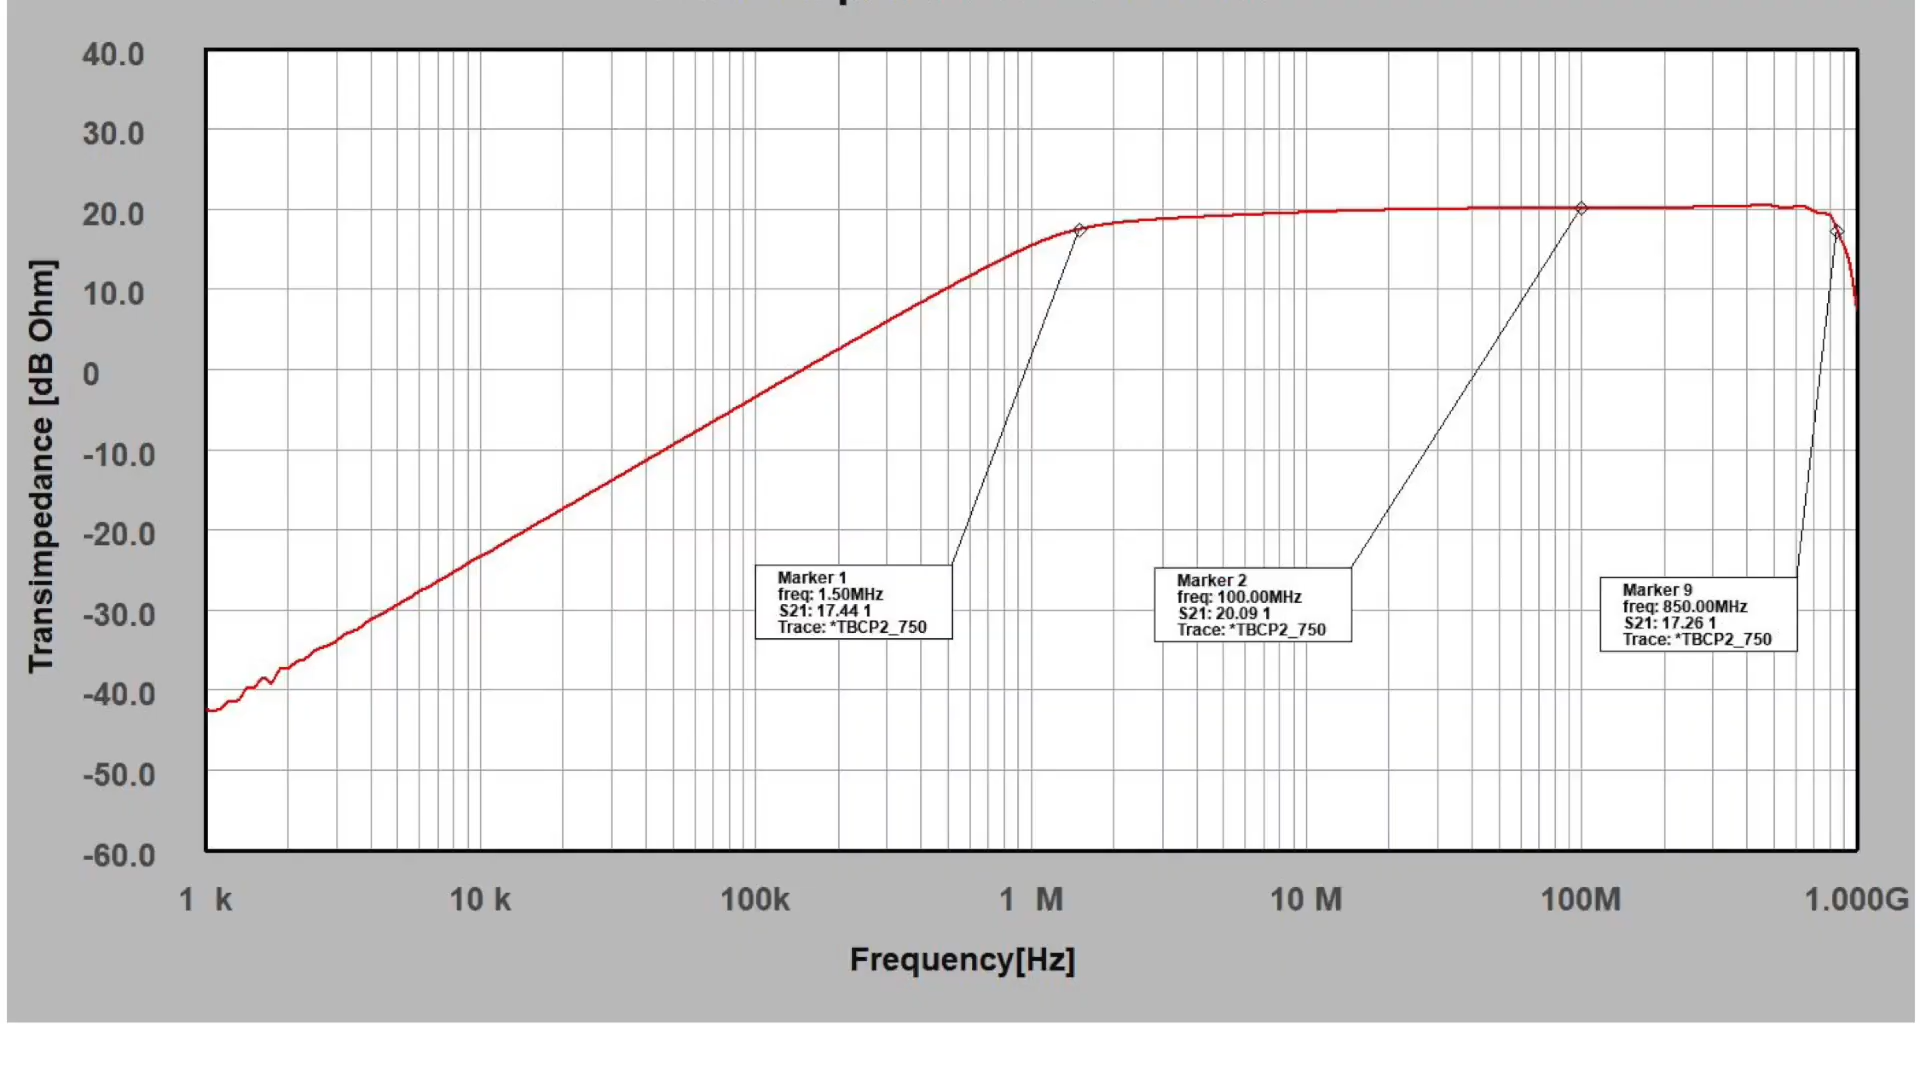 40.0
30.0
20.0
10.0
0
-10.0
-20.0
-30.0
-40.0
-50.0
-60.0
Transimpedance [dB Ohm]
Marker 1
freq: 1.50MHz
S21: 17.44 1
Trace: *TBCP2_750
Marker 2
freq: 100.00MHz
S21: 20.09 1
Trace: *TBCP2_750
Marker 9
freq: 850.00MHz
S21: 17.26 1
Trace: *TBCP2_750
1 k 10 k 100k 1 M 10 M 100M 1.000G
Frequency[Hz]